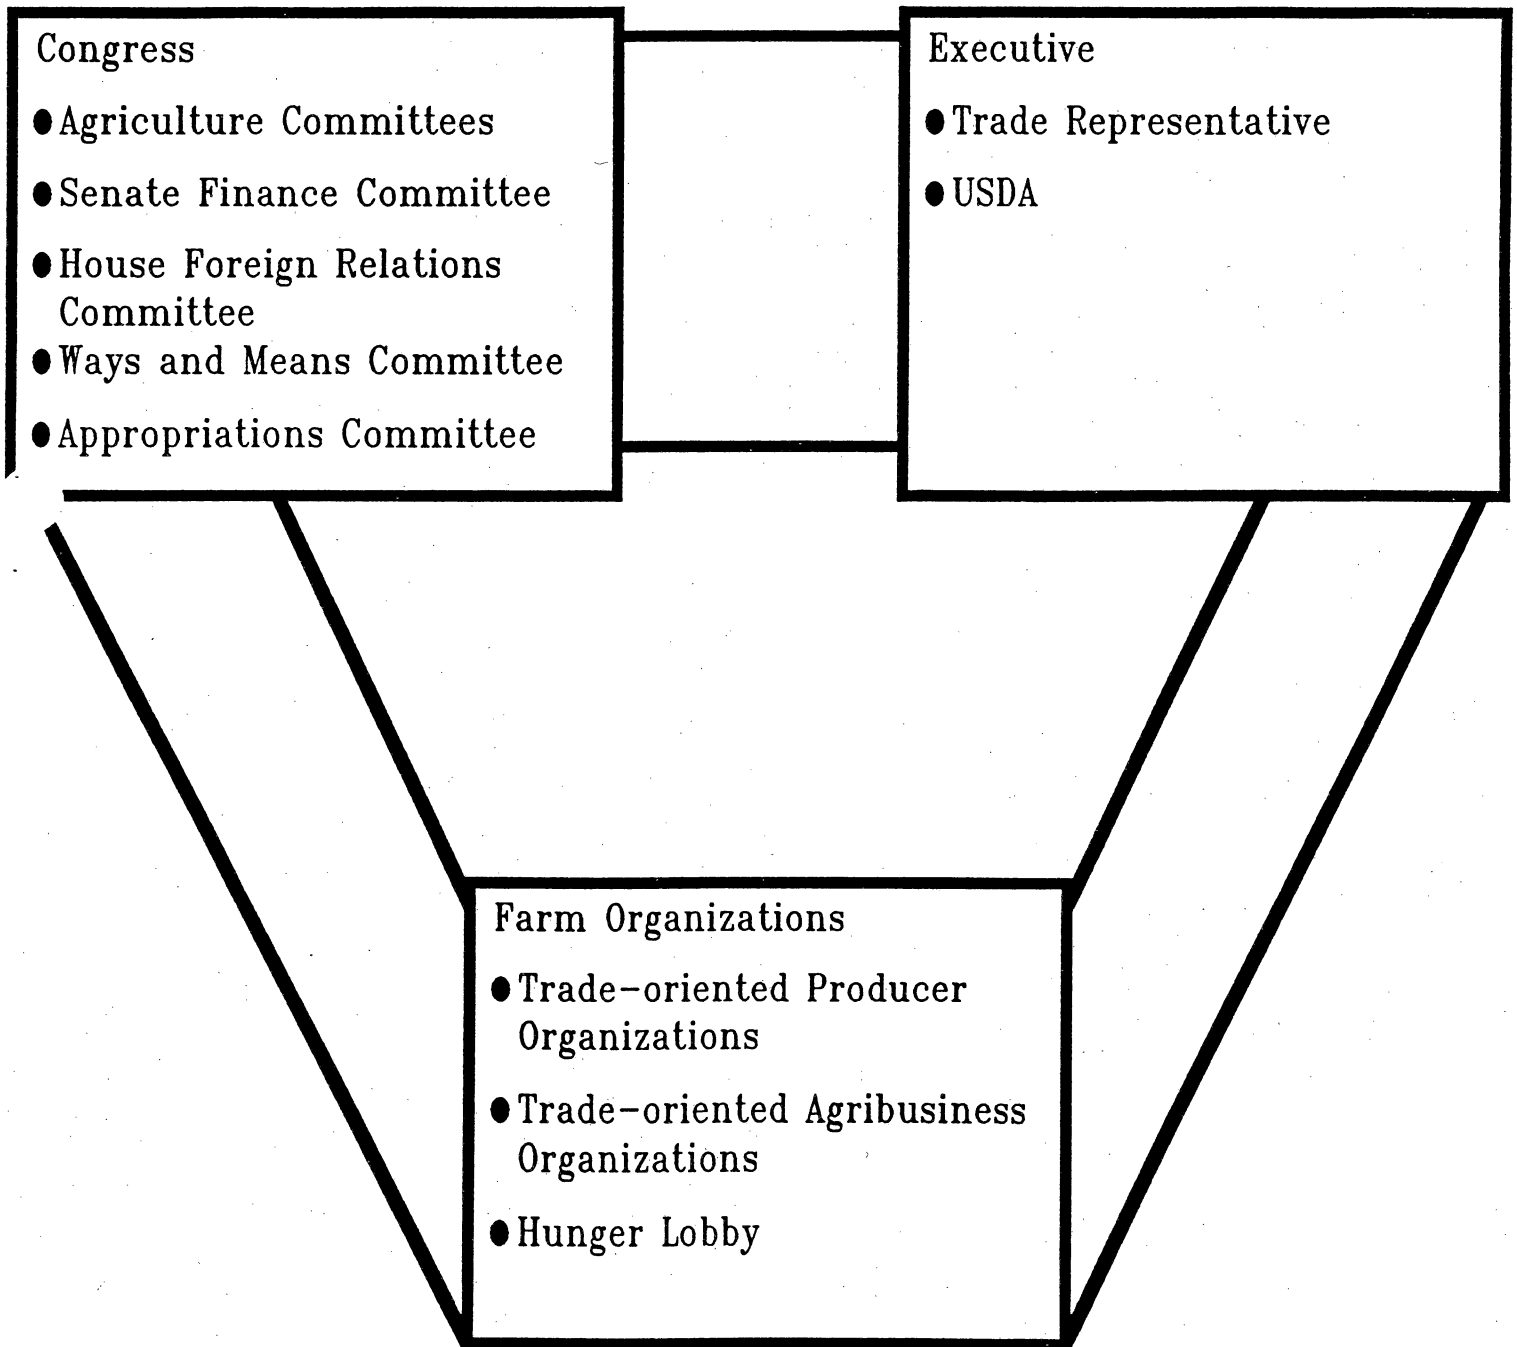 Congress
●Agriculture Committees
●Senate Finance Committee
●House Foreign Relations
Committee
●Ways and Means Committee
●Appropriations Committee
Executive
●Trade Representative
●USDA
Farm Organizations
●Trade-oriented Producer
Organizations
●Trade-oriented Agribusiness
Organizations
●Hunger Lobby